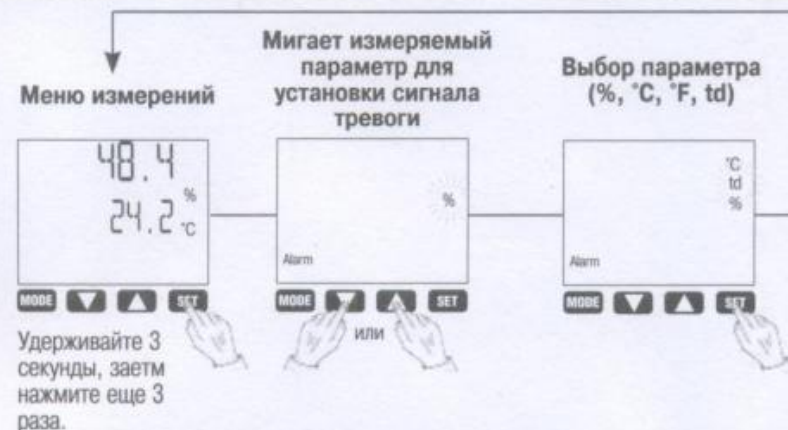 Меню измерений
Мигает измеряемый
параметр для
установки сигнала
тревоги
Выбор параметра
(%, °C, °F, td)
48.4
%
24.2 °C
MODE SET
Удерживайте 3
секунды, заетм
нажмите еще 3
раза.
%
Alarm
MODE SET
или
°C
td
%
Alarm
MODE SET